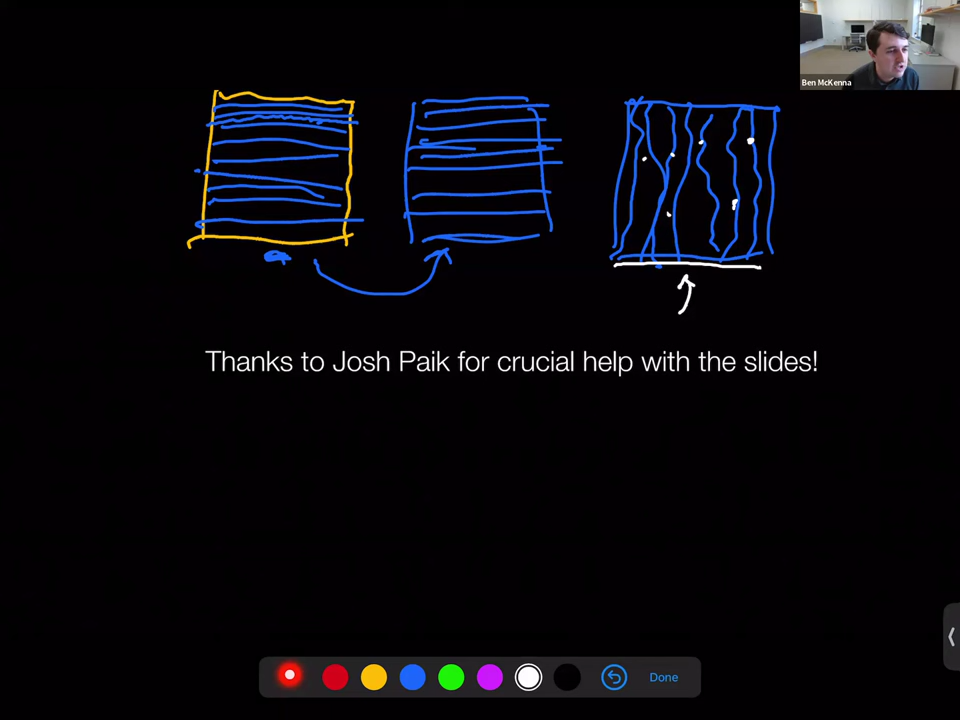 Ben McKenna
Thanks to Josh Paik for crucial help with the slides!
Done